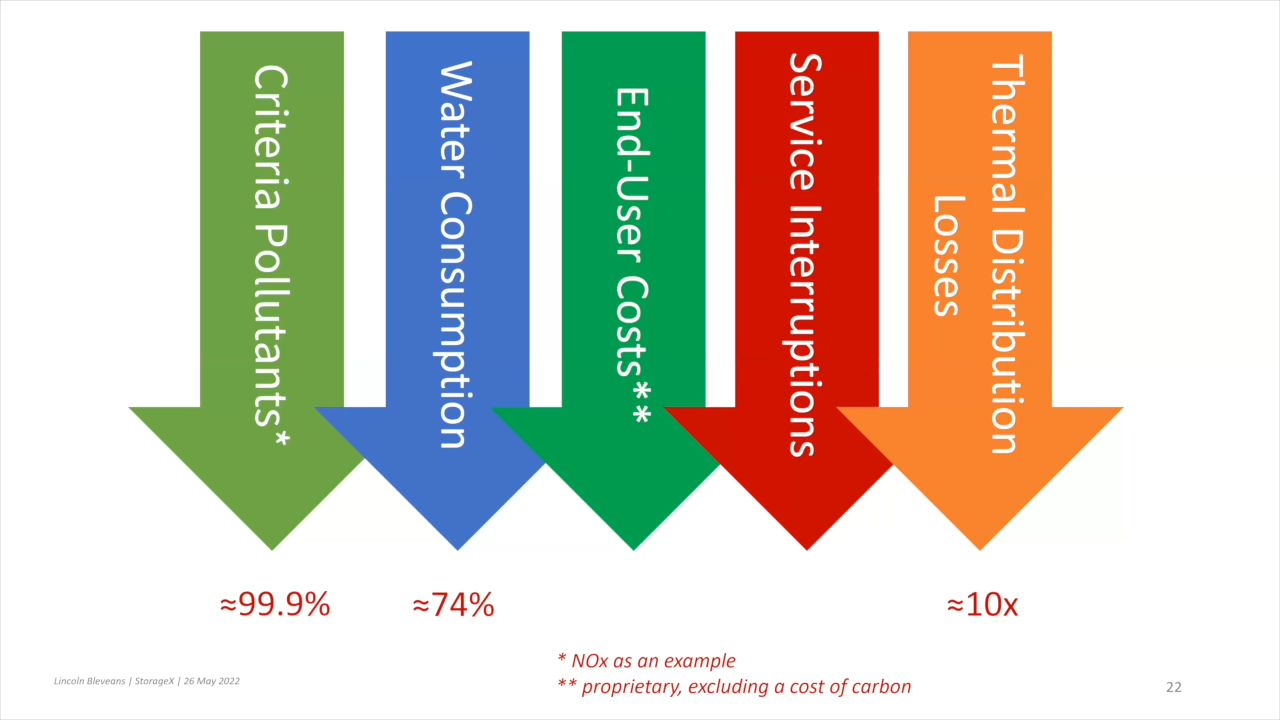 Criteria Pollutants*
Water Consumption
End-User Costs**
Service Interruptions
Thermal Distribution
Losses
≈99.9%
≈74%
≈10x
* NOx as an example
** proprietary, excluding a cost of carbon
Lincoln Bleveans | StorageX | 26 May 2022
22